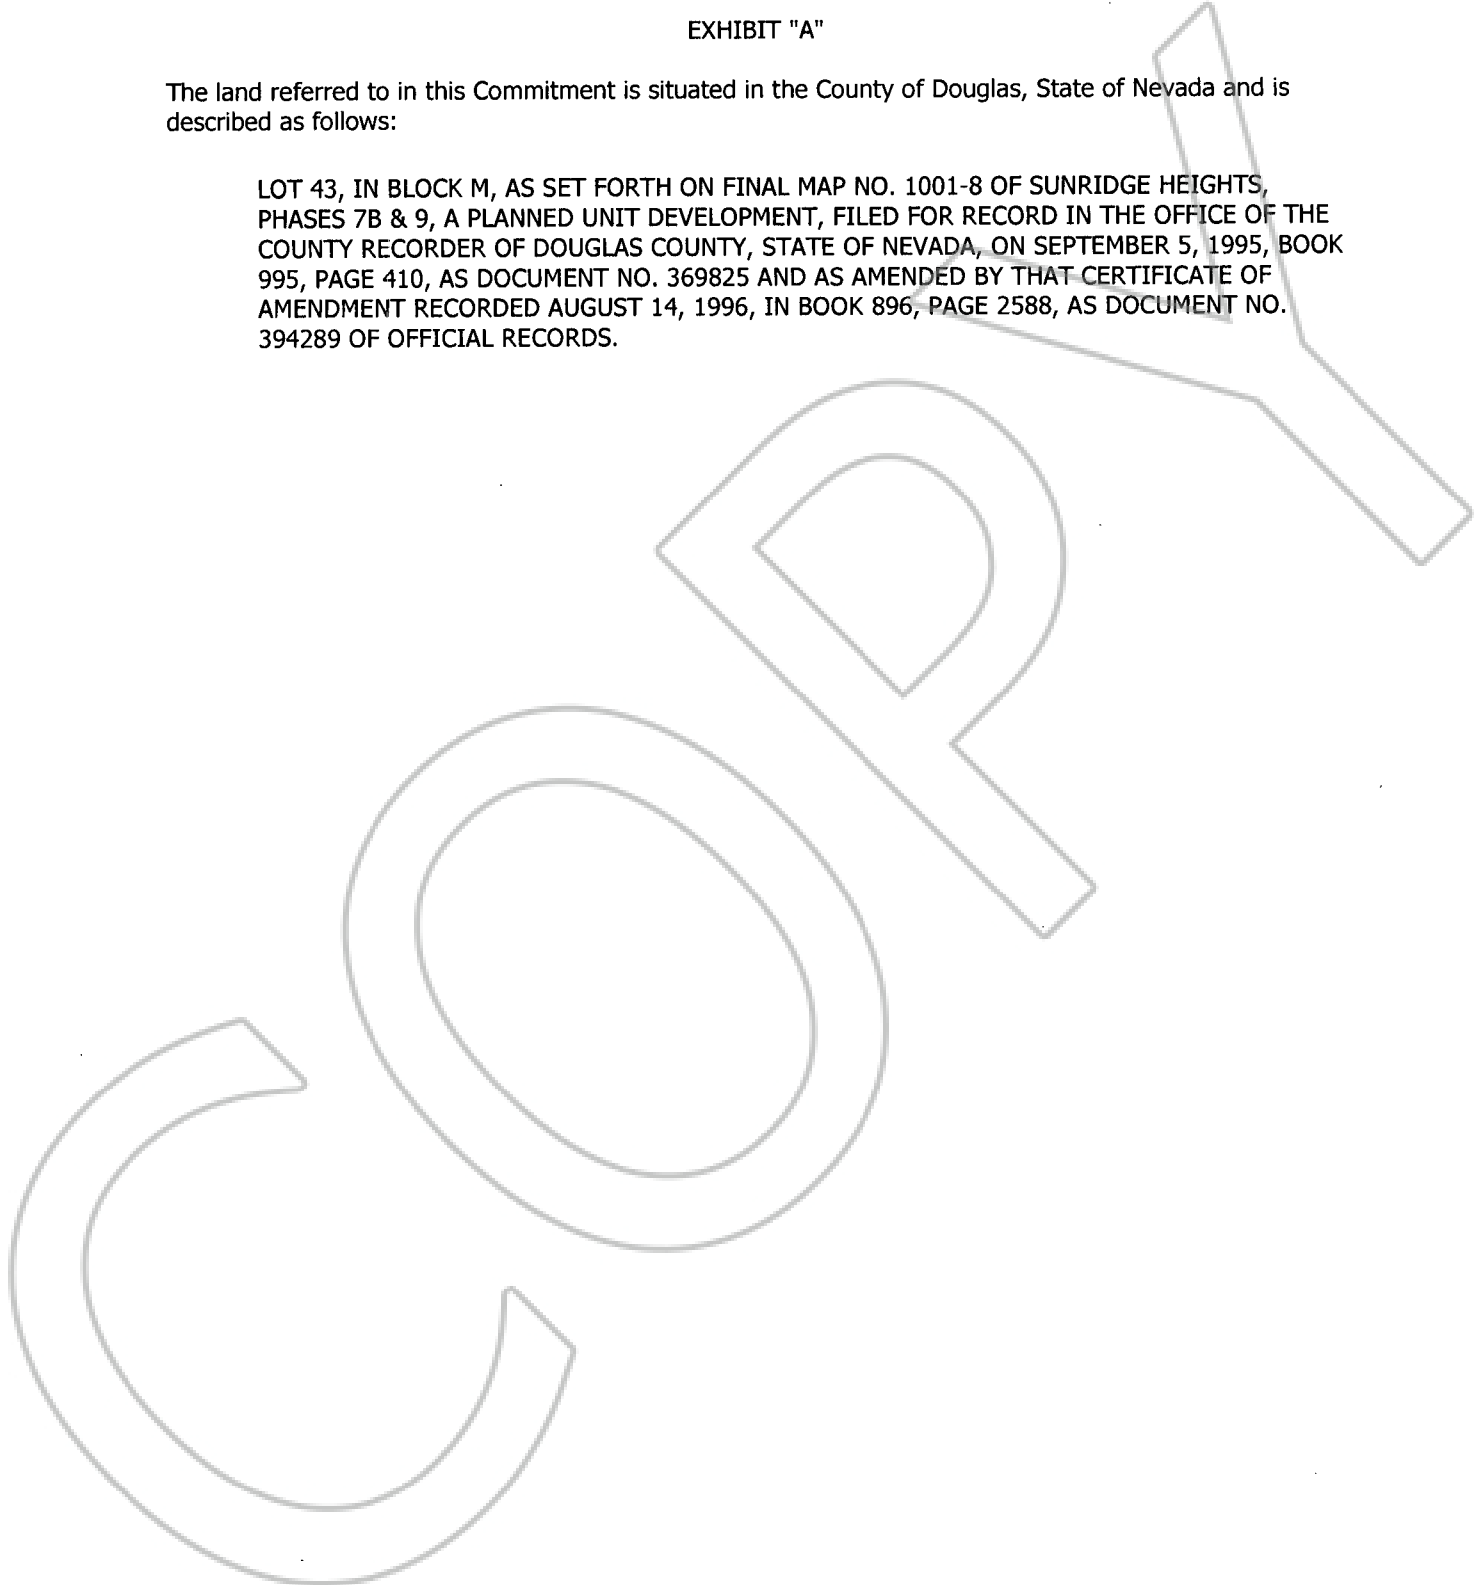 EXHIBIT "A"
The land referred to in this Commitment is situated in the County of Douglas, State of Nevada and is
described as follows:
LOT 43, IN BLOCK M, AS SET FORTH ON FINAL MAP NO. 1001-8 OF SUNRIDGE HEIGHTS,
PHASES 7B & 9, A PLANNED UNIT DEVELOPMENT, FILED FOR RECORD IN THE OFFICE OF THE
COUNTY RECORDER OF DOUGLAS COUNTY, STATE OF NEVADA, ON SEPTEMBER 5, 1995, BOOK
995, PAGE 410, AS DOCUMENT NO. 369825 AND AS AMENDED BY THAT CERTIFICATE OF
AMENDMENT RECORDED AUGUST 14, 1996, IN BOOK 896, PAGE 2588, AS DOCUMENT NO.
394289 OF OFFICIAL RECORDS.
COPY